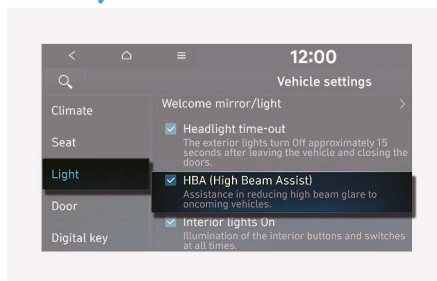 12:00
Vehicle settings
Climate
Welcome mirror/light
Headlight time-out
The exterior lights turn Off approximately 15
seconds after leaving the vehicle and closing the
doors.
Seat
Light
HBA (High Beam Assist)
Assistance in reducing high beam glare to
oncoming vehicles.
Door
Interior lights On
Illumination of the interior buttons and switches
at all times.
Digital key